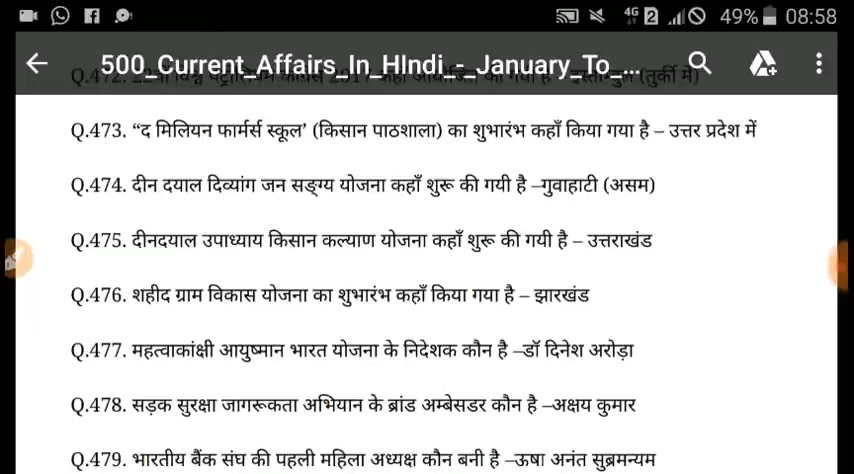 4G 2 49% 08:58
500_Current_Affairs_In_HIndi_-_January_To_...
Q.473. “द मिलियन फार्मर्स स्कूल’ (किसान पाठशाला) का शुभारंभ कहाँ किया गया है – उत्तर प्रदेश में
Q.474. दीन दयाल दिव्यांग जन सङ्ग्य योजना कहाँ शुरू की गयी है –गुवाहाटी (असम)
Q.475. दीनदयाल उपाध्याय किसान कल्याण योजना कहाँ शुरू की गयी है – उत्तराखंड
Q.476. शहीद ग्राम विकास योजना का शुभारंभ कहाँ किया गया है – झारखंड
Q.477. महत्वाकांक्षी आयुष्मान भारत योजना के निदेशक कौन है –डॉ दिनेश अरोड़ा
Q.478. सड़क सुरक्षा जागरूकता अभियान के ब्रांड अम्बेसडर कौन है –अक्षय कुमार
Q.479. भारतीय बैंक संघ की पहली महिला अध्यक्ष कौन बनी है –ऊषा अनंत सुब्रमन्यम